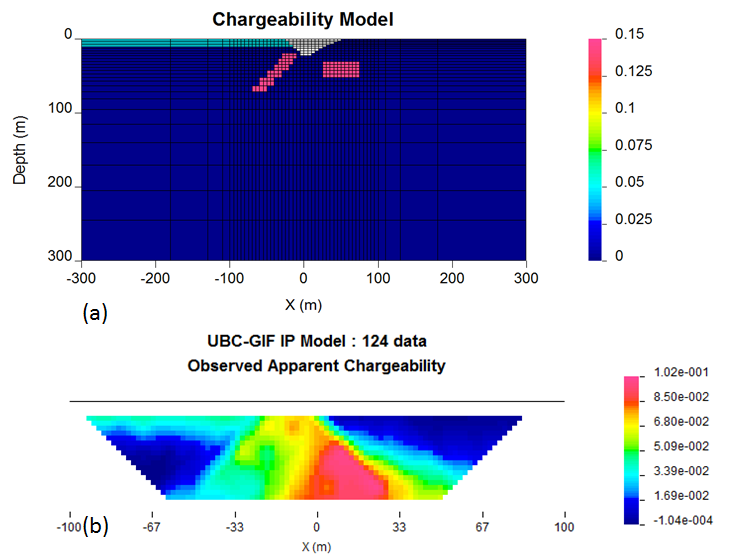 Chargeability Model
0
100
200
300
Depth (m)
-300 -200 -100 0 100 200 300
X (m)
0.15
0.125
0.1
0.075
0.05
0.025
0
(a)
UBC-GIF IP Model : 124 data
Observed Apparent Chargeability
1.02e-001
8.50e-002
6.80e-002
5.09e-002
3.39e-002
1.69e-002
-1.04e-004
-100 -67 -33 0 33 67 100
(b)
X (m)